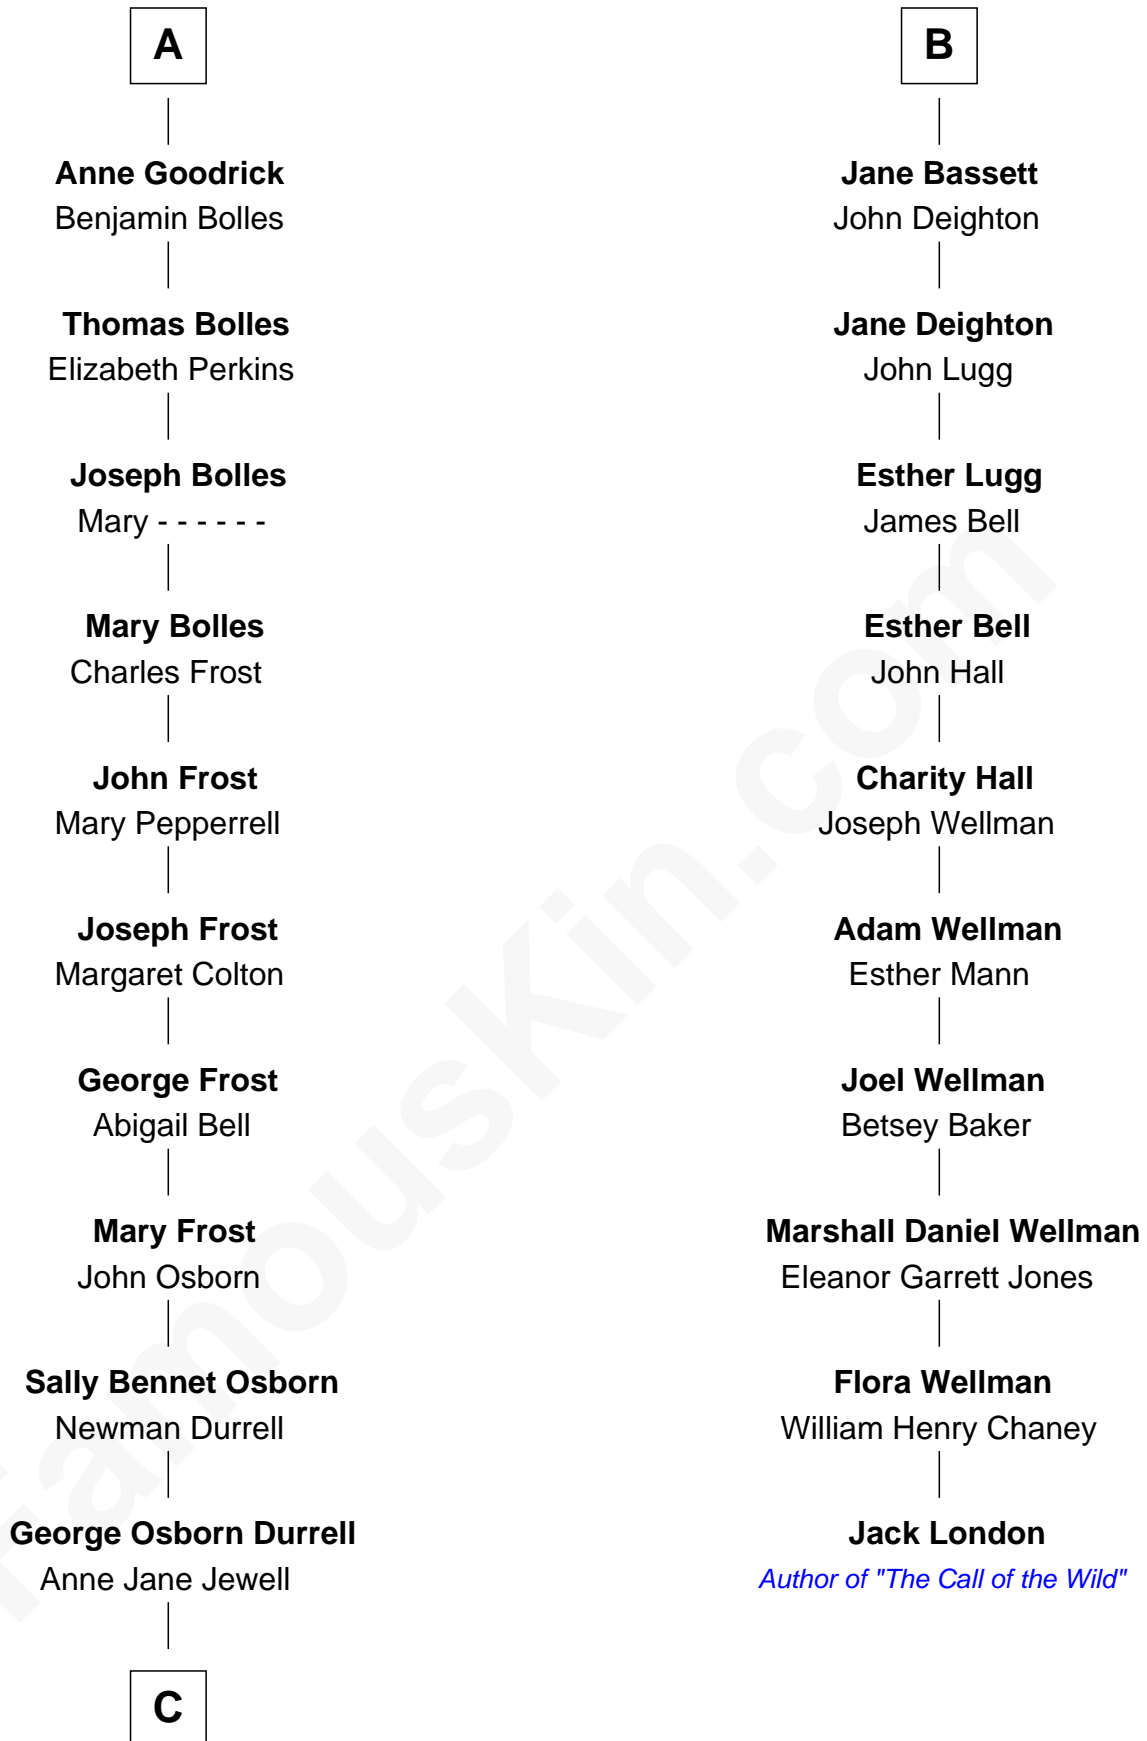 A
Anne Goodrick
Benjamin Bolles
Thomas Bolles
Elizabeth Perkins
Joseph Bolles
Mary - - - - - -
Mary Bolles
Charles Frost
John Frost
Mary Pepperrell
Joseph Frost
Margaret Colton
George Frost
Abigail Bell
Mary Frost
John Osborn
Sally Bennet Osborn
Newman Durrell
George Osborn Durrell
Anne Jane Jewell
C
B
Jane Bassett
John Deighton
Jane Deighton
John Lugg
Esther Lugg
James Bell
Esther Bell
John Hall
Charity Hall
Joseph Wellman
Adam Wellman
Esther Mann
Joel Wellman
Betsey Baker
Marshall Daniel Wellman
Eleanor Garrett Jones
Flora Wellman
William Henry Chaney
Jack London
Author of "The Call of the Wild"
FamousKin.com